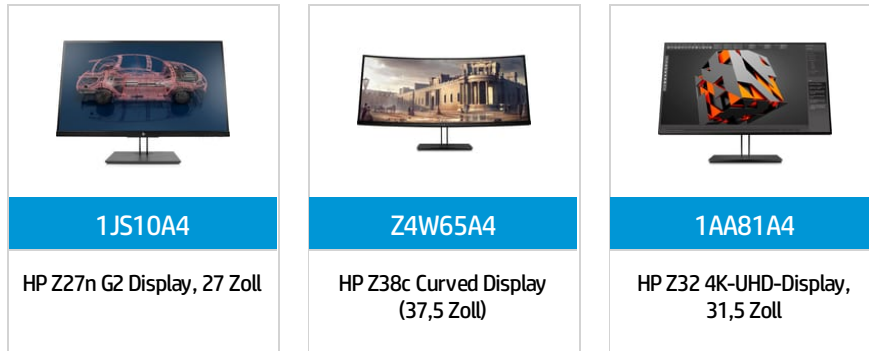 1JS10A4
HP Z27n G2 Display, 27 Zoll
Z4W65A4
HP Z38c Curved Display
(37,5 Zoll)
1AA81A4
HP Z32 4K-UHD-Display,
31,5 Zoll